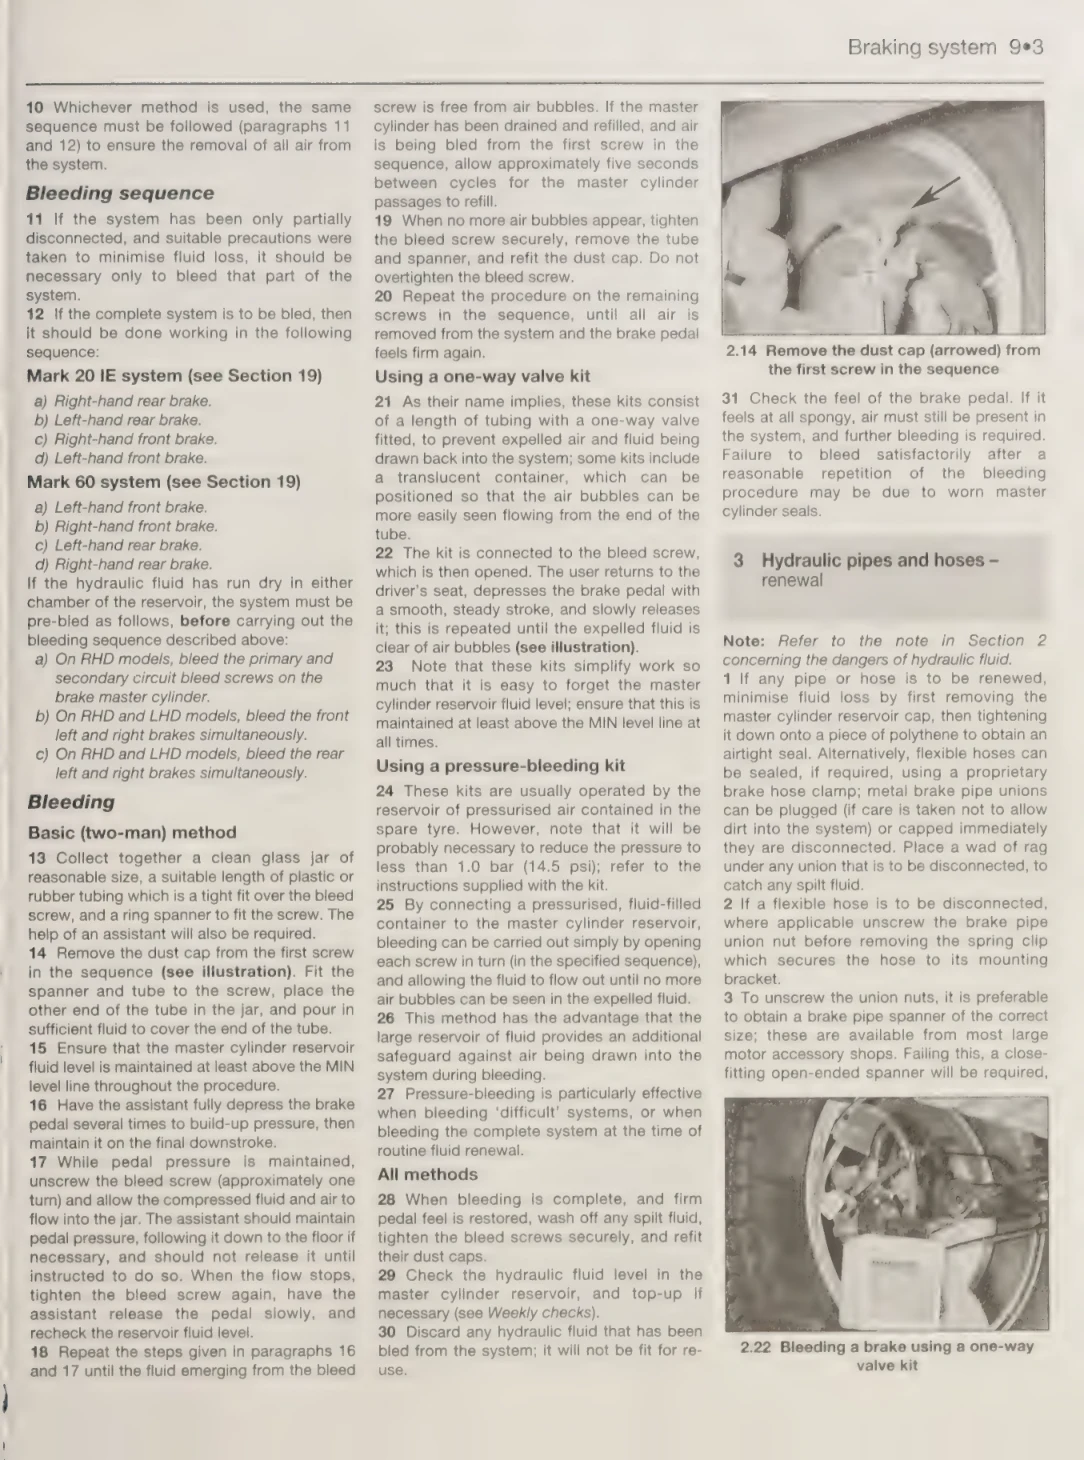 Braking system 9•3
10 Whichever method is used, the same
sequence must be followed (paragraphs 11
and 12) to ensure the removal of all air from
the system.
Bleeding sequence
11 If the system has been only partially
disconnected, and suitable precautions were
taken to minimise fluid loss, it should be
necessary only to bleed that part of the
system.
12 If the complete system is to be bled, then
it should be done working in the following
sequence:
Mark 20 IE system (see Section 19)
a) Right-hand rear brake.
b) Left-hand rear brake.
c) Right-hand front brake.
d) Left-hand front brake.
Mark 60 system (see Section 19)
a) Left-hand front brake.
b) Right-hand front brake.
c) Left-hand rear brake.
d) Right-hand rear brake.
If the hydraulic fluid has run dry in either
chamber of the reservoir, the system must be
pre-bled as follows, before carrying out the
bleeding sequence described above:
a) On RHD models, bleed the primary and
secondary circuit bleed screws on the
brake master cylinder.
b) On RHD and LHD models, bleed the front
left and right brakes simultaneously.
c) On RHD and LHD models, bleed the rear
left and right brakes simultaneously.
Bleeding
Basic (two-man) method
13 Collect together a clean glass jar of
reasonable size, a suitable length of plastic or
rubber tubing which is a tight fit over the bleed
screw, and a ring spanner to fit the screw. The
help of an assistant will also be required.
14 Remove the dust cap from the first screw
in the sequence (see illustration). Fit the
spanner and tube to the screw, place the
other end of the tube in the jar, and pour in
sufficient fluid to cover the end of the tube.
15 Ensure that the master cylinder reservoir
fluid level is maintained at least above the MIN
level line throughout the procedure.
16 Have the assistant fully depress the brake
pedal several times to build-up pressure, then
maintain it on the final downstroke.
17 While pedal pressure is maintained,
unscrew the bleed screw (approximately one
turn) and allow the compressed fluid and air to
flow into the jar. The assistant should maintain
pedal pressure, following it down to the floor if
necessary, and should not release it until
instructed to do so. When the flow stops,
tighten the bleed screw again, have the
assistant release the pedal slowly, and
recheck the reservoir fluid level.
18 Repeat the steps given in paragraphs 16
and 17 until the fluid emerging from the bleed
screw is free from air bubbles. If the master
cylinder has been drained and refilled, and air
is being bled from the first screw in the
sequence, allow approximately five seconds
between cycles for the master cylinder
passages to refill.
19 When no more air bubbles appear, tighten
the bleed screw securely, remove the tube
and spanner, and refit the dust cap. Do not
overtighten the bleed screw.
20 Repeat the procedure on the remaining
screws in the sequence, until all air is
removed from the system and the brake pedal
feels firm again.
Using a one-way valve kit
21 As their name implies, these kits consist
of a length of tubing with a one-way valve
fitted, to prevent expelled air and fluid being
drawn back into the system; some kits include
a translucent container, which can be
positioned so that the air bubbles can be
more easily seen flowing from the end of the
tube.
22 The kit is connected to the bleed screw,
which is then opened. The user returns to the
driver's seat, depresses the brake pedal with
a smooth, steady stroke, and slowly releases
it; this is repeated until the expelled fluid is
clear of air bubbles (see illustration).
23 Note that these kits simplify work so
much that it is easy to forget the master
cylinder reservoir fluid level; ensure that this is
maintained at least above the MIN level line at
all times.
Using a pressure-bleeding kit
24 These kits are usually operated by the
reservoir of pressurised air contained in the
spare tyre. However, note that it will be
probably necessary to reduce the pressure to
less than 1.0 bar (14.5 psi); refer to the
instructions supplied with the kit.
25 By connecting a pressurised, fluid-filled
container to the master cylinder reservoir,
bleeding can be carried out simply by opening
each screw in turn (in the specified sequence),
and allowing the fluid to flow out until no more
air bubbles can be seen in the expelled fluid.
26 This method has the advantage that the
large reservoir of fluid provides an additional
safeguard against air being drawn into the
system during bleeding.
27 Pressure-bleeding is particularly effective
when bleeding ‘difficult’ systems, or when
bleeding the complete system at the time of
routine fluid renewal.
All methods
28 When bleeding is complete, and firm
pedal feel is restored, wash off any spilt fluid,
tighten the bleed screws securely, and refit
their dust caps.
29 Check the hydraulic fluid level in the
master cylinder reservoir, and top-up if
necessary (see Weekly checks).
30 Discard any hydraulic fluid that has been
bled from the system; it will not be fit for re-
use.
2.14 Remove the dust cap (arrowed) from
the first screw in the sequence
31 Check the feel of the brake pedal. If it
feels at all spongy, air must still be present in
the system, and further bleeding is required.
Failure to bleed satisfactorily after a
reasonable repetition of the bleeding
procedure may be due to worn master
cylinder seals.
3 Hydraulic pipes and hoses –
renewal
Note: Refer to the note in Section 2
concerning the dangers of hydraulic fluid.
1 If any pipe or hose is to be renewed,
minimise fluid loss by first removing the
master cylinder reservoir cap, then tightening
it down onto a piece of polythene to obtain an
airtight seal. Alternatively, flexible hoses can
be sealed, if required, using a proprietary
brake hose clamp; metal brake pipe unions
can be plugged (if care is taken not to allow
dirt into the system) or capped immediately
they are disconnected. Place a wad of rag
under any union that is to be disconnected, to
catch any spilt fluid.
2 If a flexible hose is to be disconnected,
where applicable unscrew the brake pipe
union nut before removing the spring clip
which secures the hose to its mounting
bracket.
3 To unscrew the union nuts, it is preferable
to obtain a brake pipe spanner of the correct
size; these are available from most large
motor accessory shops. Failing this, a close-
fitting open-ended spanner will be required,
2.22 Bleeding a brake using a one-way
valve kit